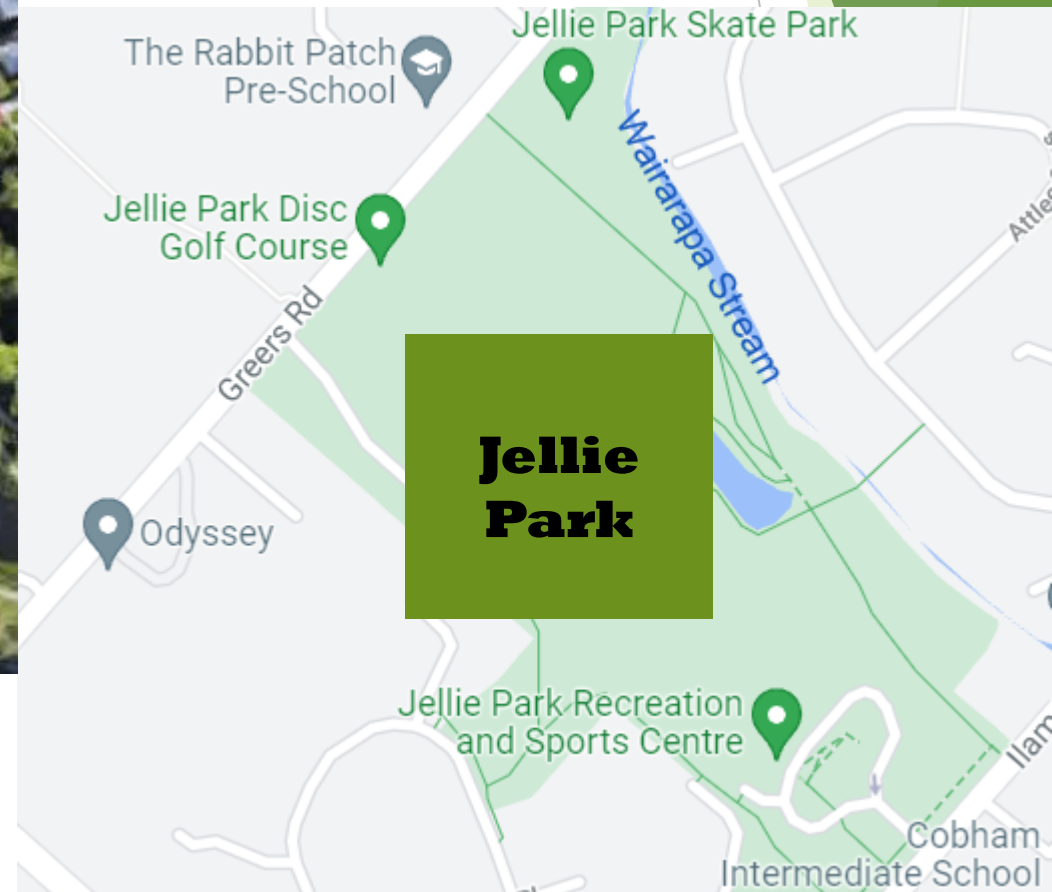 Jellie Park Skate Park
The Rabbit Patch
Pre-School
Wairarapa Stream
Jellie Park Disc
Golf Course
Greers Rd
Jellie
Park
Odyssey
Jellie Park Recreation
and Sports Centre
Cobham
Intermediate School